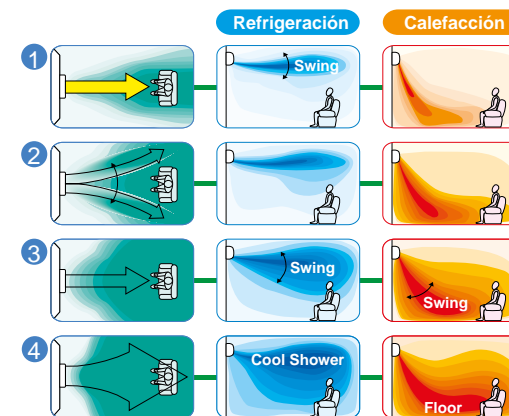 Refrigeración
Calefacción
1
Swing
2
3
Swing
Swing
4
Cool Shower
Floor